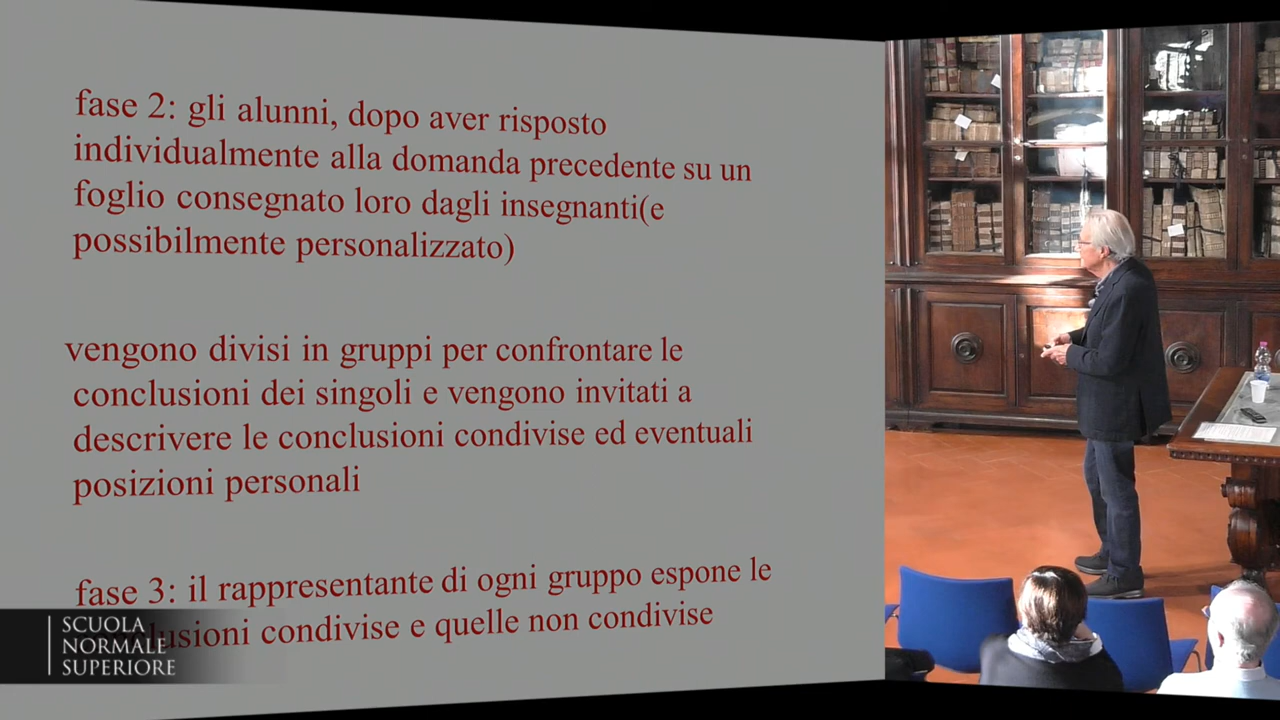 fase 2: gli alunni, dopo aver risposto
individualmente alla domanda precedente su un
foglio consegnato loro dagli insegnanti(e
possibilmente personalizzato)
vengono divisi in gruppi per confrontare le
conclusioni dei singoli e vengono invitati a
descrivere le conclusioni condivise ed eventuali
posizioni personali
fase 3: il rappresentante di ogni gruppo espone le
conclusioni condivise e quelle non condivise
SCUOLA
NORMALE
SUPERIORE